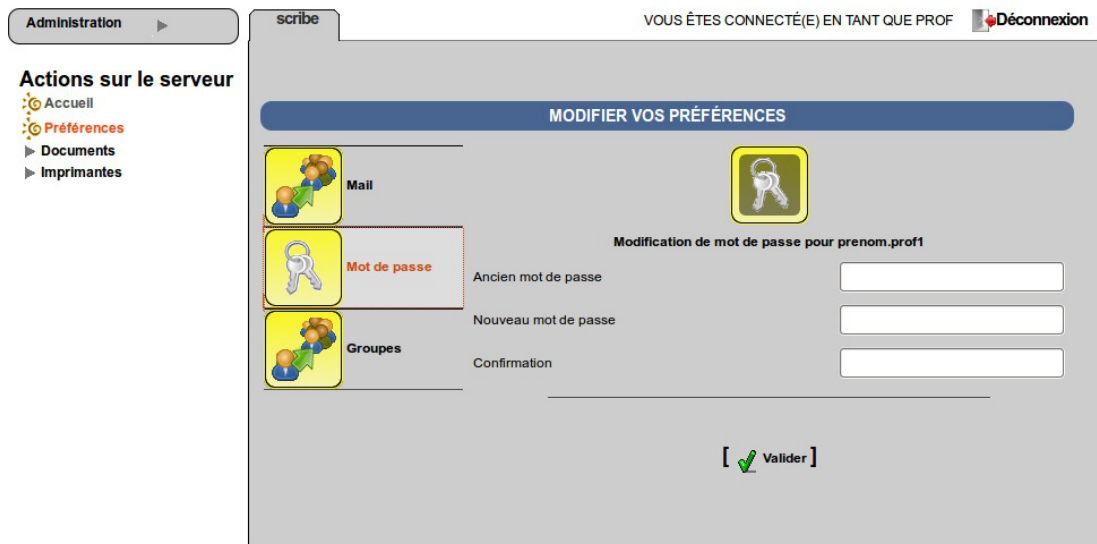 Administration
scribe
VOUS ÊTES CONNECTÉ(E) EN TANT QUE PROF
Déconnexion
Actions sur le serveur
Accueil
Préférences
Documents
Imprimantes
MODIFIER VOS PRÉFÉRENCES
Mail
Mot de passe
Groupes
Modification de mot de passe pour prenom.prof1
Ancien mot de passe
Nouveau mot de passe
Confirmation
[ Valider ]